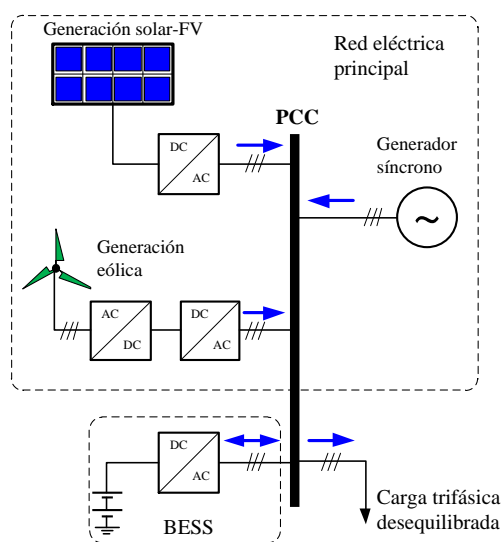 Generación solar-FV
Red eléctrica
principal
PCC
DC
AC
Generador
síncrono
~
Generación
eólica
AC
DC
DC
AC
DC
AC
BESS
Carga trifásica
desequilibrada